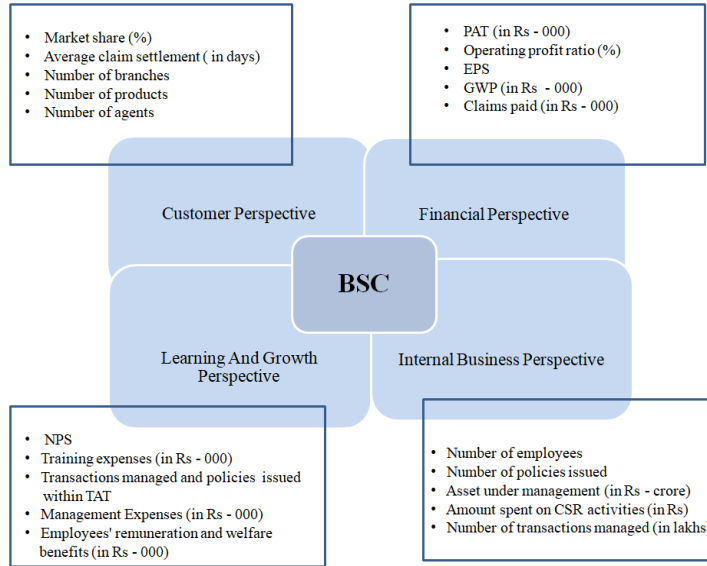 • Market share (%)
• Average claim settlement ( in days)
• Number of branches
• Number of products
• Number of agents
• PAT (in Rs - 000)
• Operating profit ratio (%)
• EPS
• GWP (in Rs - 000)
• Claims paid (in Rs - 000)
Customer Perspective
Financial Perspective
BSC
Learning And Growth
Perspective
Internal Business Perspective
• NPS
• Training expenses (in Rs - 000)
• Transactions managed and policies issued
within TAT
• Management Expenses (in Rs - 000)
• Employees' remuneration and welfare
benefits (in Rs - 000)
• Number of employees
• Number of policies issued
• Asset under management (in Rs - crore)
• Amount spent on CSR activities (in Rs)
• Number of transactions managed (in lakhs)